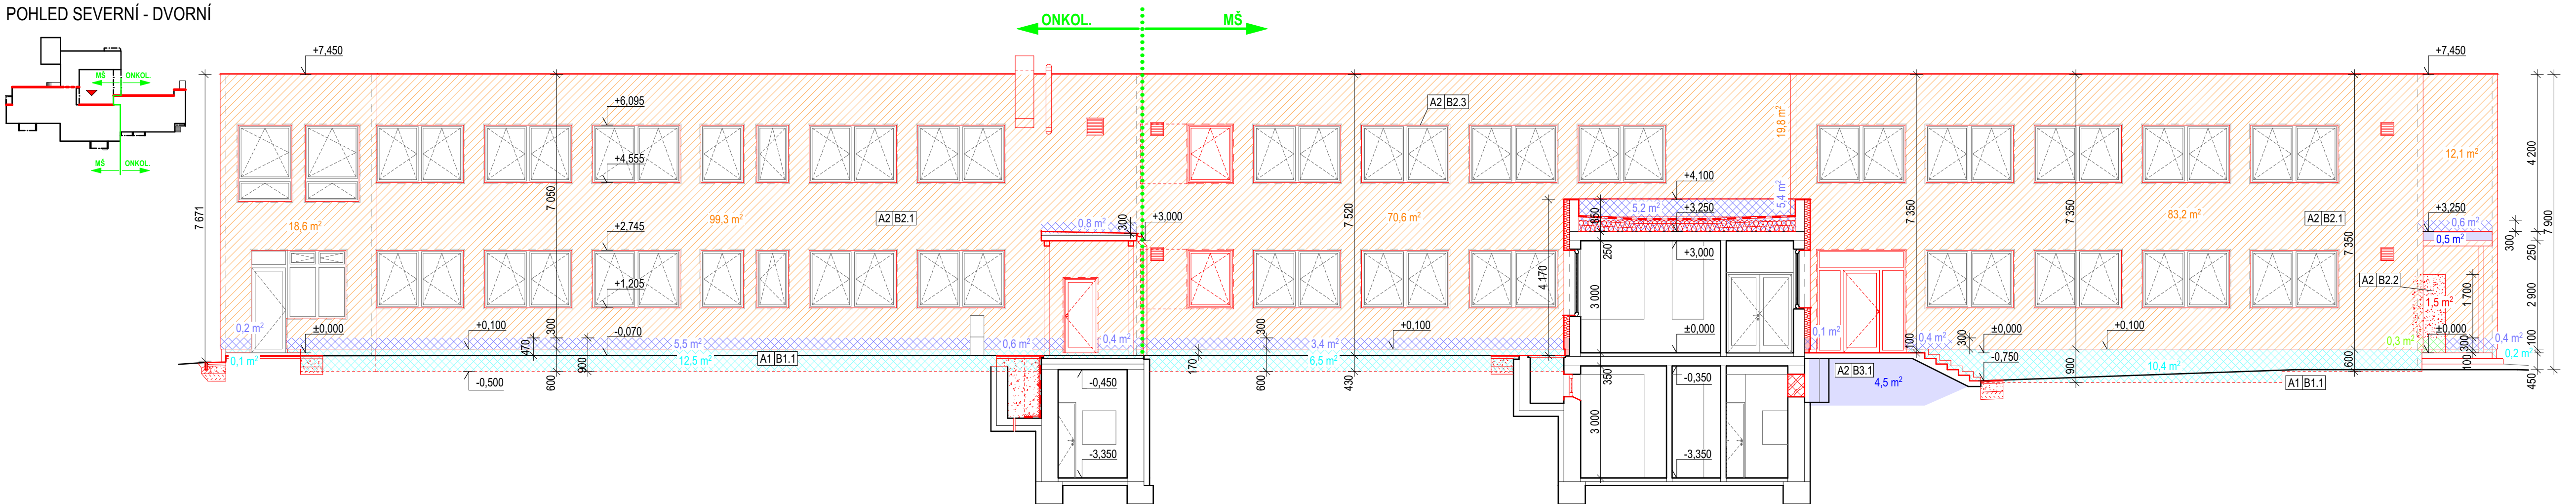 POHLED SEVERNÍ - DVORNÍ
ONKOL.
MŠ
MŠ
ONKOL.
MŠ
ONKOL.
+7,450
+7,450
+6,095
A2 B2.3
19,8 m²
12,1 m²
4 200
+4,555
7 671
7 050
7 520
7 350
7 350
7 350
7 900
+4,100
5,2 m²
5,4 m²
850
+3,250
+3,250
18,6 m²
99,3 m²
A2 B2.1
0,8 m²
300
+3,000
70,6 m²
83,2 m²
A2 B2.1
0,6 m²
0,5 m²
300
250
+2,745
250
+3,000
4 170
3 000
+1,205
A2 B2.2
1,5 m²
1 700
2 900
0,2 m²
±0,000
+0,100
300
470
-0,070
5,5 m²
0,6 m²
0,4 m²
300
3,4 m²
+0,100
±0,000
0,1 m²
100
0,4 m²
300
±0,000
+0,100
0,3 m²
±0,000
300
100
0,4 m²
100
0,2 m²
0,1 m²
12,5 m²
A1 B1.1
900
600
-0,500
170
600
6,5 m²
430
350
-0,450
-0,350
A2 B3.1
4,5 m²
-0,750
900
10,4 m²
600
A1 B1.1
450
3 000
-3,350
-3,350